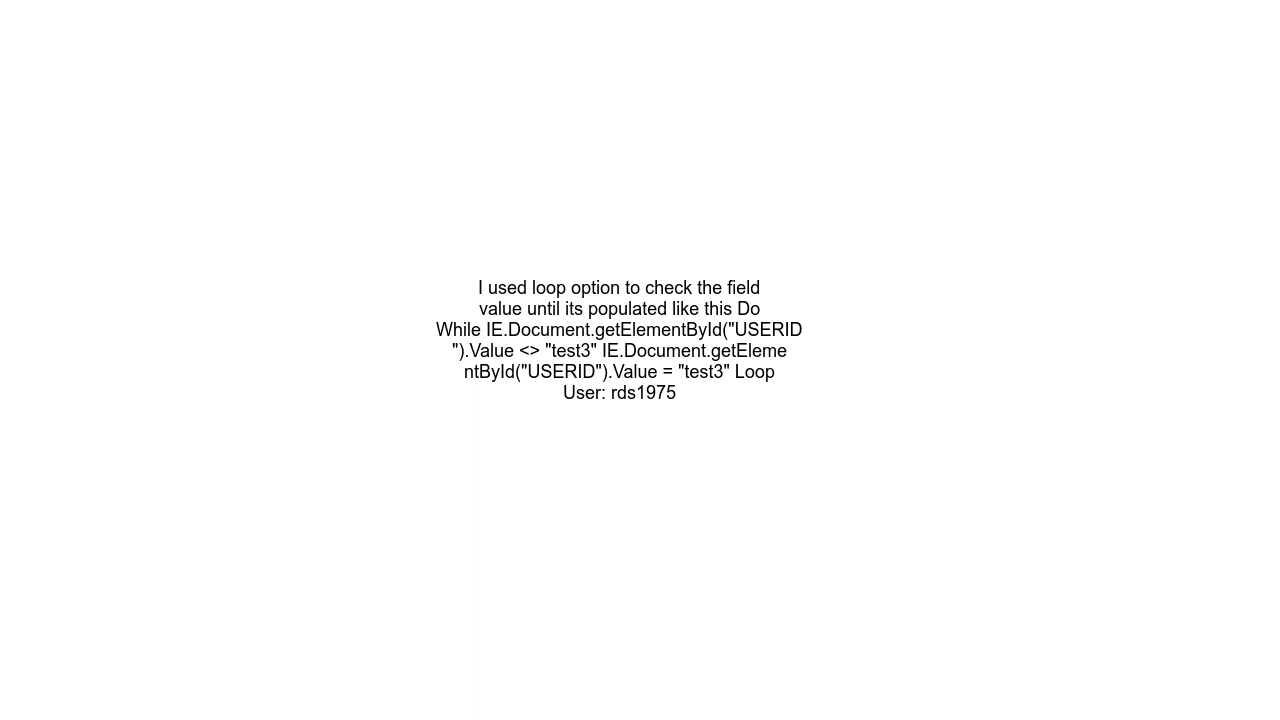 I used loop option to check the field
value until its populated like this Do
While IE.Document.getElementById("USERID
").Value <> "test3" IE.Document.getEleme
ntById("USERID").Value = "test3" Loop
User: rds1975